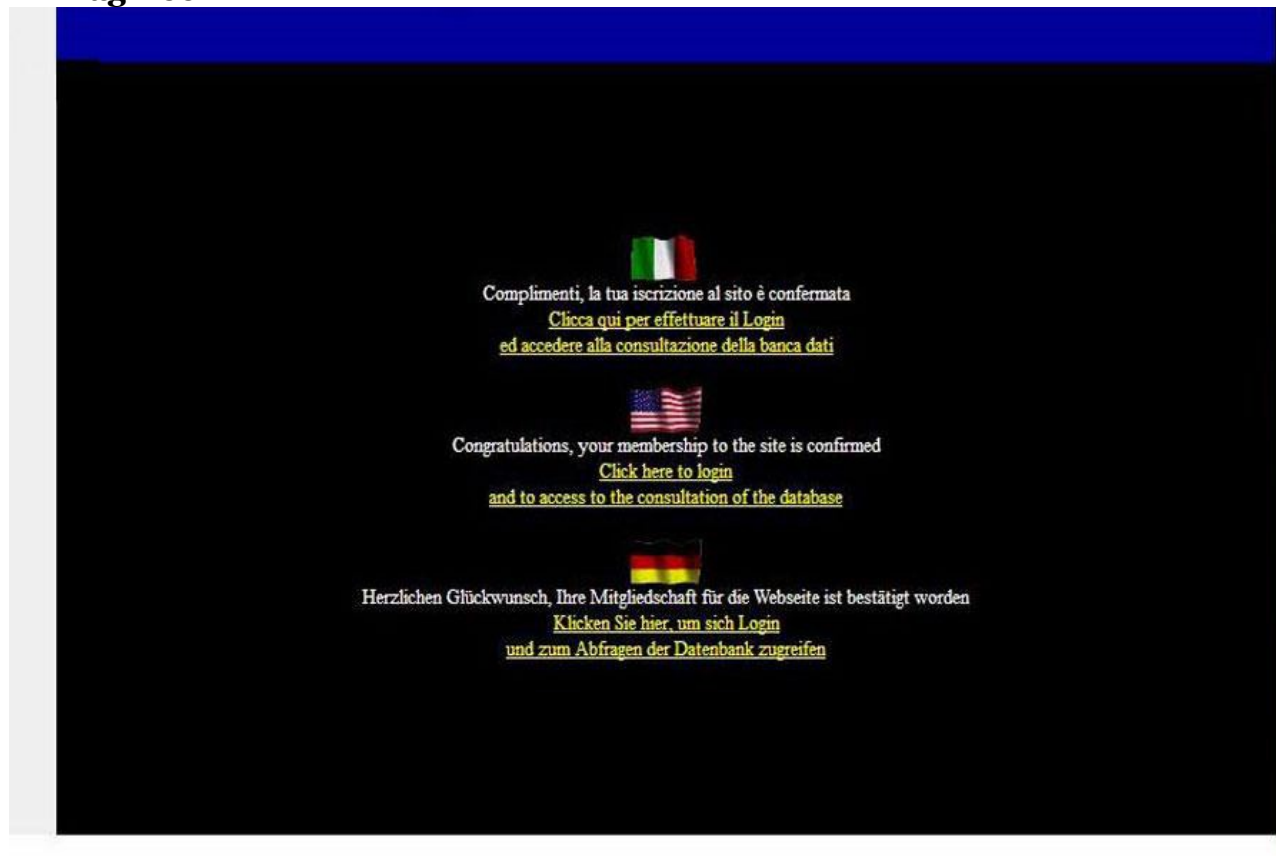 Complimenti, la tua iscrizione al sito è confermata
Clicca qui per effettuare il Login
ed accedere alla consultazione della banca dati
Congratulations, your membership to the site is confirmed
Click here to login
and to access to the consultation of the database
Herzlichen Glückwunsch, Ihre Mitgliedschaft für die Webseite ist bestätigt worden
Klicken Sie hier, um sich Login
und zum Abfragen der Datenbank zugreifen